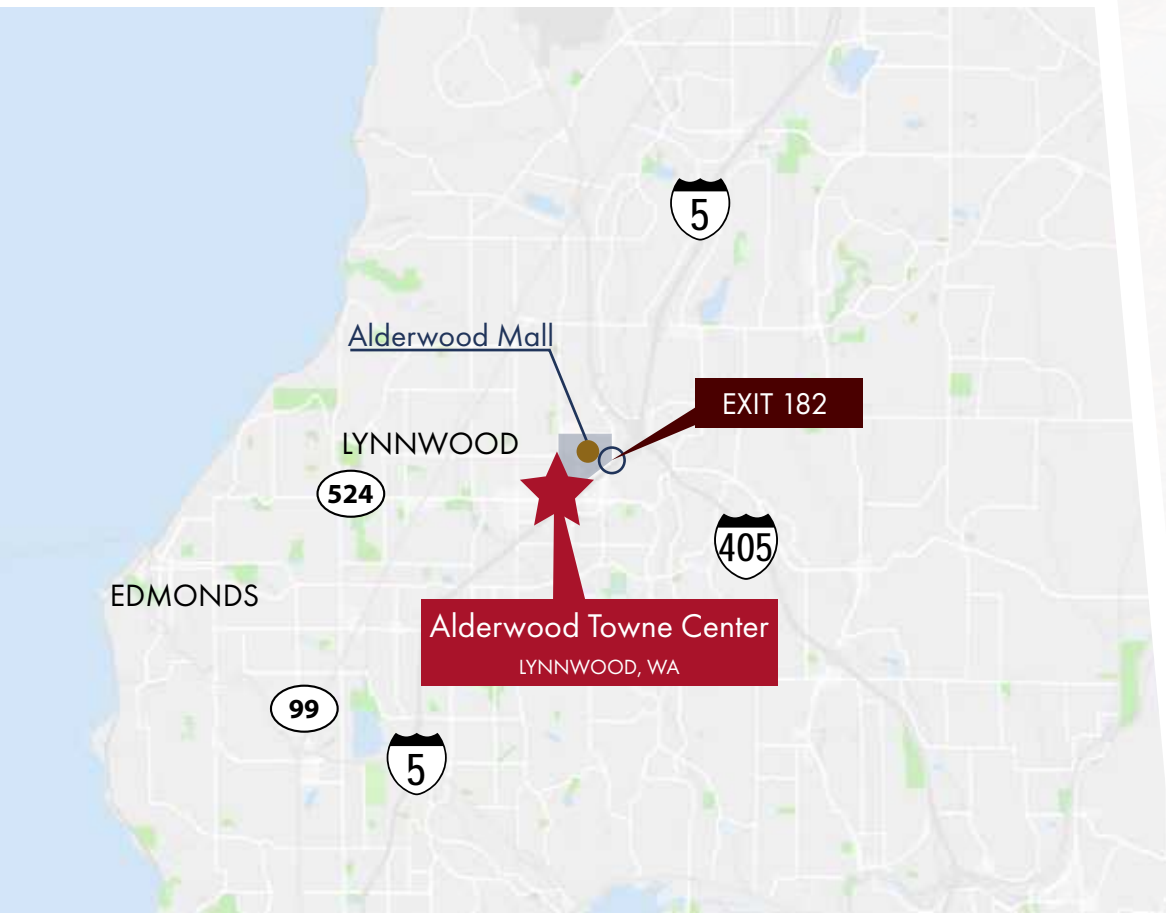 5
Alderwood Mall
EXIT 182
LYNNWOOD
524
405
EDMONDS
Alderwood Towne Center
LYNNWOOD, WA
99
5